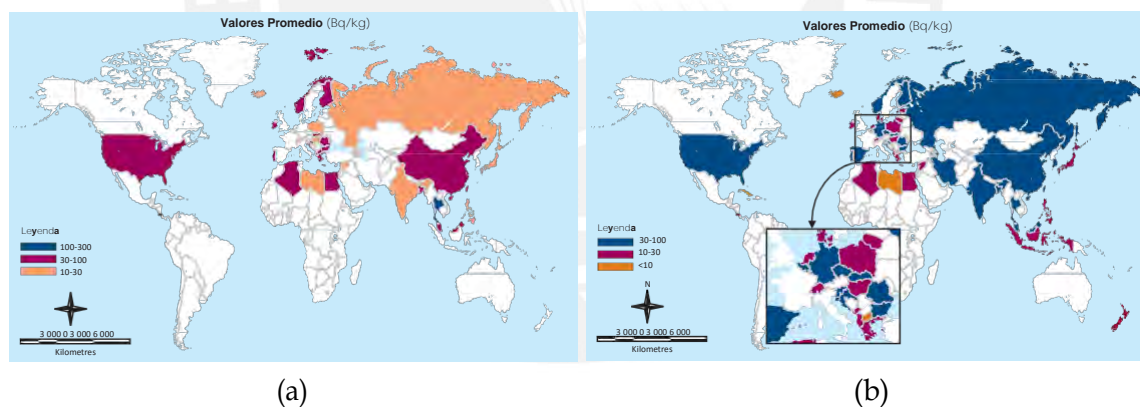 Valores Promedio (Bq/kg)
Leyenda
100-300
30-100
10-30
N
3 000 0 3 000 6 000
Kilometres
(a)
Valores Promedio (Bq/kg)
Leyenda
30-100
10-30
<10
N
3 000 0 3 000 6 000
Kilometres
(b)